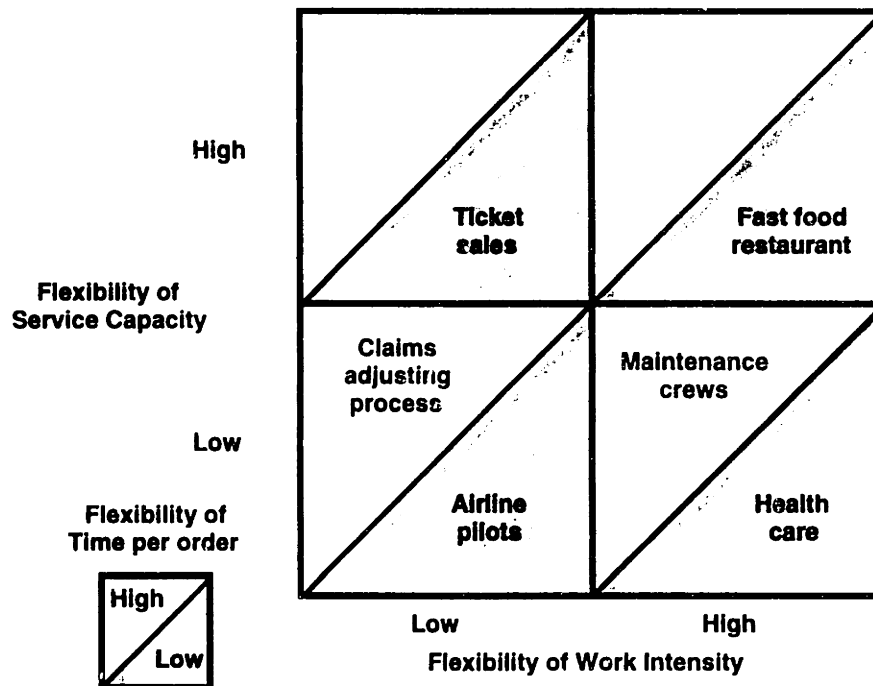 High
Ticket
sales
Fast food
restaurant
Flexibility of
Service Capacity
Claims
adjusting
process
Maintenance
crews
Low
Airline
pilots
Health
care
Flexibility of
Time per order
High
Low
Low
High
Flexibility of Work Intensity